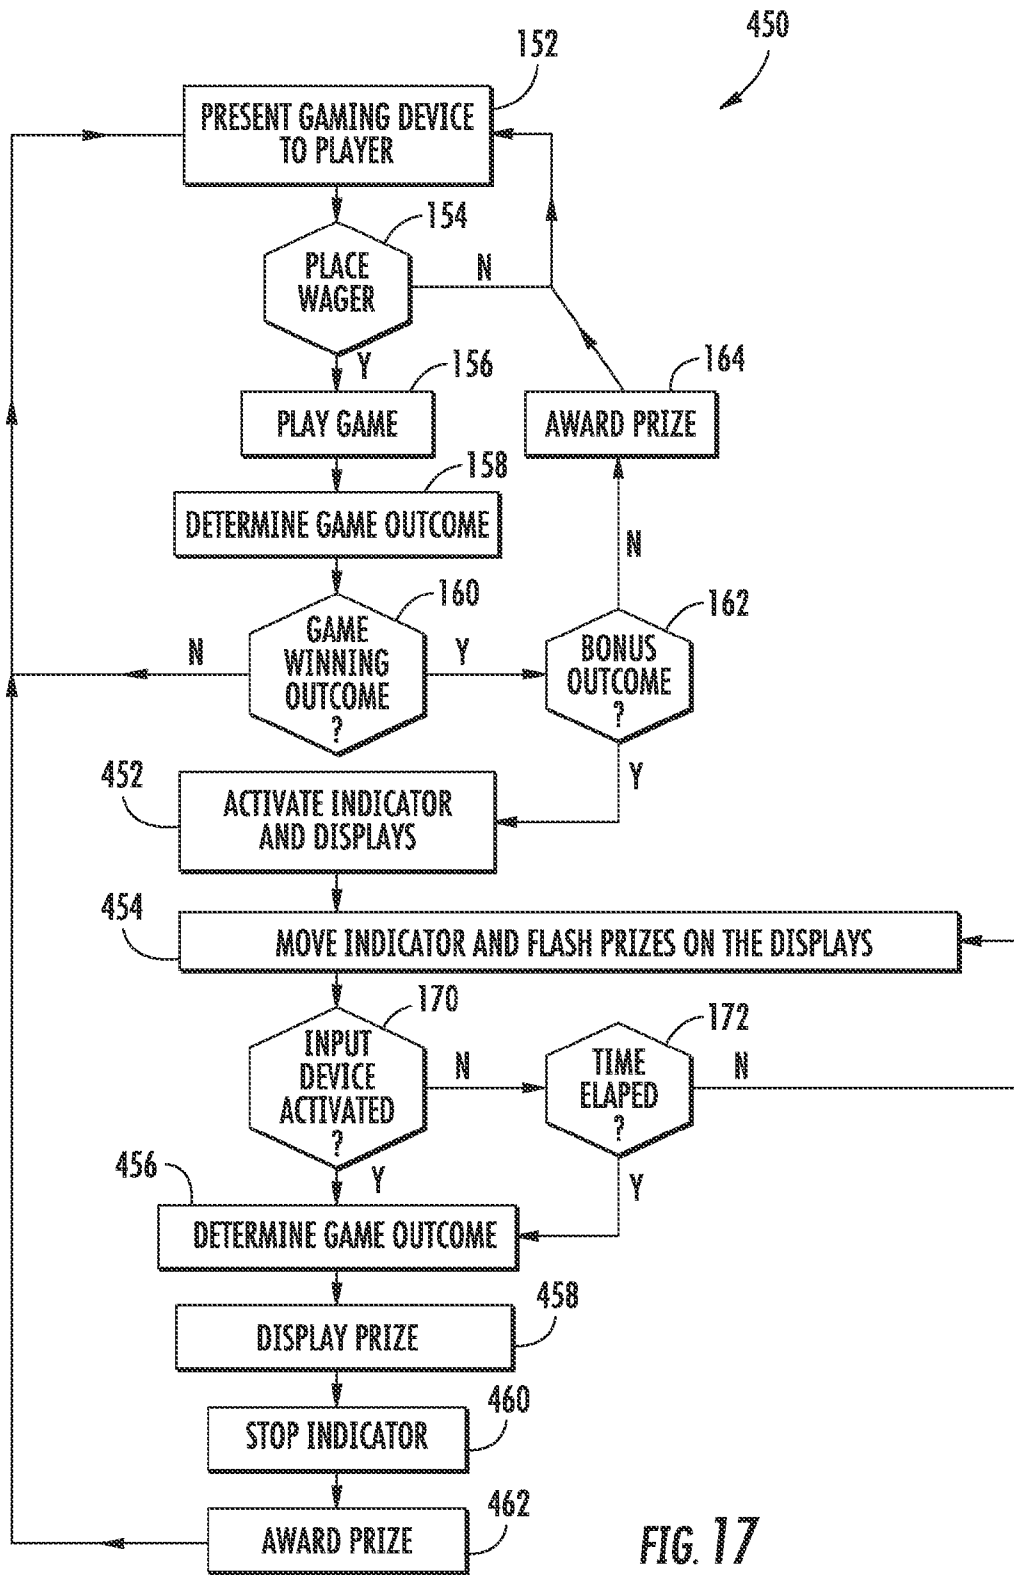 450
152
PRESENT GAMING DEVICE
TO PLAYER
154
PLACE
WAGER
N
Y
156
PLAY GAME
164
AWARD PRIZE
158
DETERMINE GAME OUTCOME
N
160
GAME
WINNING
OUTCOME
?
N
Y
162
BONUS
OUTCOME
?
Y
452
ACTIVATE INDICATOR
AND DISPLAYS
454
MOVE INDICATOR AND FLASH PRIZES ON THE DISPLAYS
170
INPUT
DEVICE
ACTIVATED
?
N
172
TIME
ELAPED
?
N
Y
Y
456
DETERMINE GAME OUTCOME
458
DISPLAY PRIZE
460
STOP INDICATOR
462
AWARD PRIZE
FIG. 17